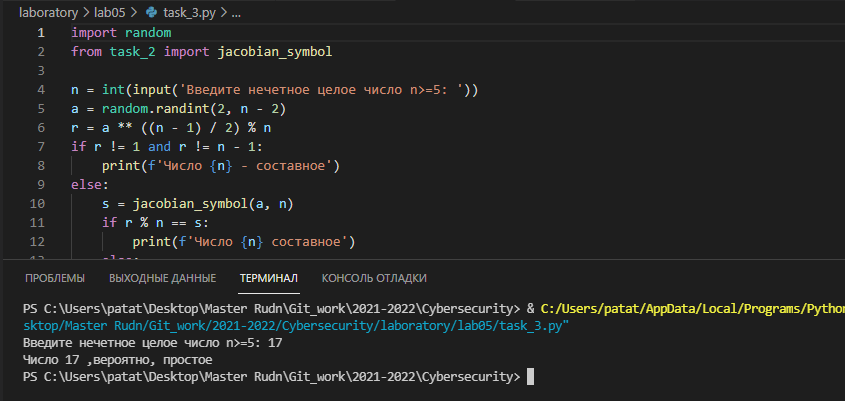 laboratory > lab05 > task_3.py > ...
1 import random
2 from task_2 import jacobian_symbol
3
4 n = int(input('Введите нечетное целое число n>=5: '))
5 a = random.randint(2, n - 2)
6 r = a ** ((n - 1) / 2) % n
7 if r != 1 and r != n - 1:
8     print(f'Число {n} - составное')
9 else:
10     s = jacobian_symbol(a, n)
11     if r % n == s:
12         print(f'Число {n} составное')
ПРОБЛЕМЫ ВЫХОДНЫЕ ДАННЫЕ ТЕРМИНАЛ КОНСОЛЬ ОТЛАДКИ
PS C:\Users\patat\Desktop\Master Rudn\Git_work\2021-2022\Cybersecurity> & C:/Users/patat/AppData/Local/Programs/Python
sktop/Master Rudn/Git_work/2021-2022/Cybersecurity/laboratory/lab05/task_3.py"
Введите нечетное целое число n>=5: 17
Число 17 ,вероятно, простое
PS C:\Users\patat\Desktop\Master Rudn\Git_work\2021-2022\Cybersecurity>